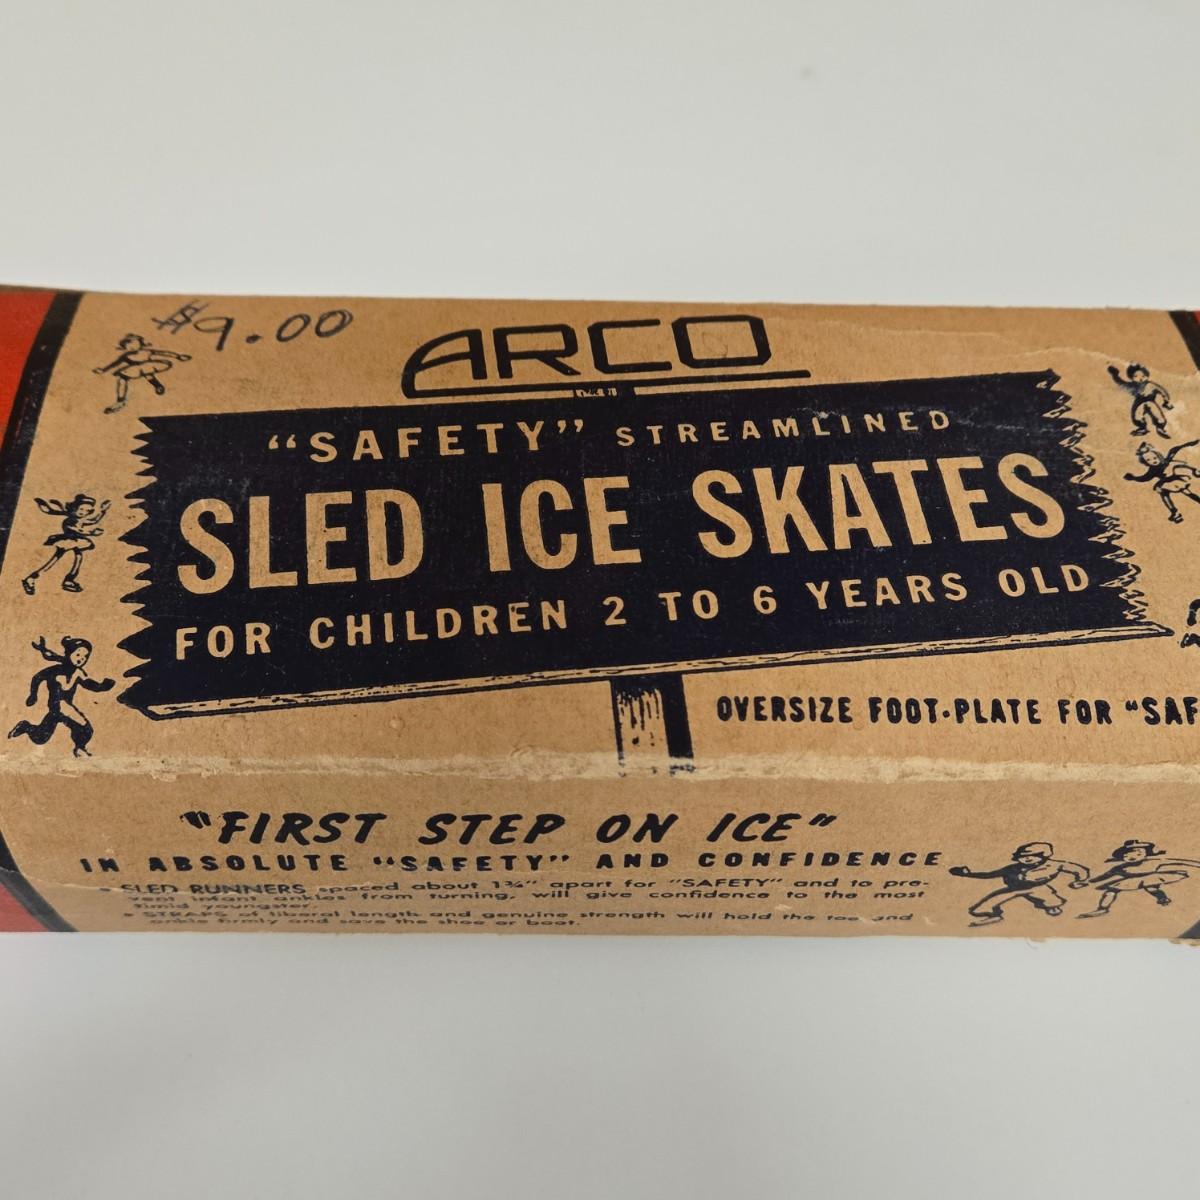 $9.00
ARCO
"SAFETY" STREAMLINED
SLED ICE SKATES
FOR CHILDREN 2 TO 6 YEARS OLD
OVERSIZE FOOT-PLATE FOR "SAF
"FIRST STEP ON ICE"
IN ABSOLUTE "SAFETY" AND CONFIDENCE
• SLED RUNNERS spaced about 1¾" apart for "SAFETY" and to pre-
vent infant ankles from turning, will give confidence to the most
timid youngster.
• STRAPS of liberal length and genuine strength will hold the toe and
ankle firmly and save the shoe or boot.